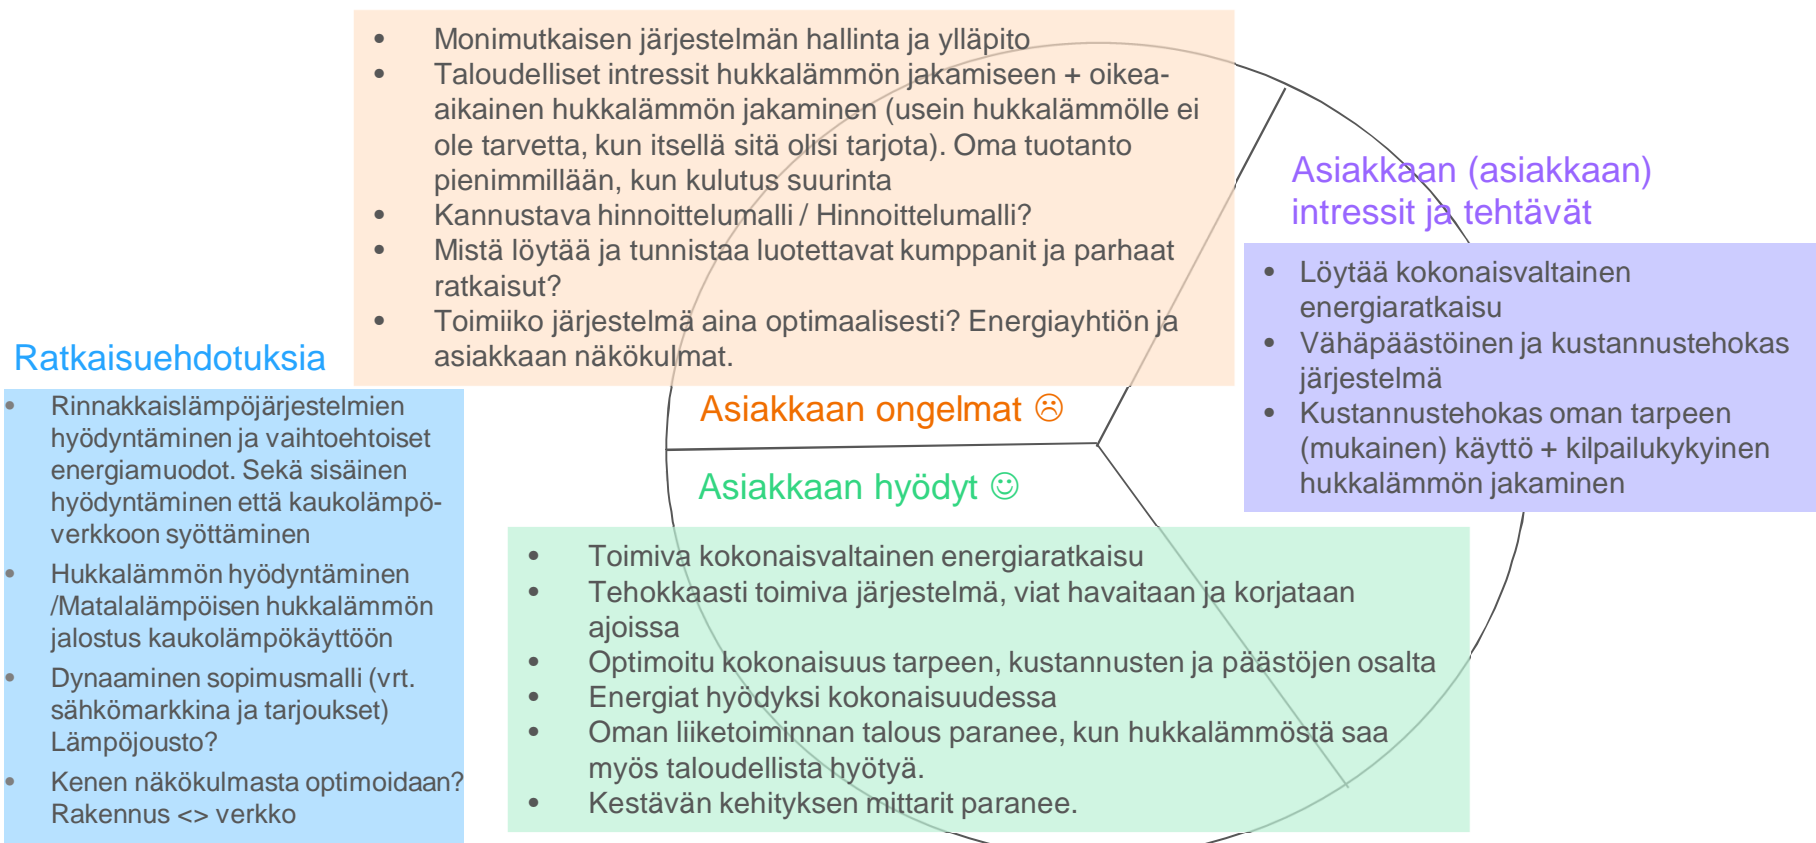 • Monimutkaisen järjestelmän hallinta ja ylläpito
• Taloudelliset intressit hukkalämmön jakamiseen + oikea-
aikainen hukkalämmön jakaminen (usein hukkalämmölle ei
ole tarvetta, kun itsellä sitä olisi tarjota). Oma tuotanto
pienimmillään, kun kulutus suurinta
• Kannustava hinnoittelumalli / Hinnoittelumalli?
• Mistä löytää ja tunnistaa luotettavat kumppanit ja parhaat
ratkaisut?
• Toimiiko järjestelmä aina optimaalisesti? Energiayhtiön ja
asiakkaan näkökulmat.
Asiakkaan ongelmat ☹
Asiakkaan (asiakkaan)
intressit ja tehtävät
• Löytää kokonaisvaltainen
energiaratkaisu
• Vähäpäästöinen ja kustannustehokas
järjestelmä
• Kustannustehokas oman tarpeen
(mukainen) käyttö + kilpailukykyinen
hukkalämmön jakaminen
Ratkaisuehdotuksia
• Rinnakkaislämpöjärjestelmien
hyödyntäminen ja vaihtoehtoiset
energiamuodot. Sekä sisäinen
hyödyntäminen että kaukolämpö-
verkkoon syöttäminen
• Hukkalämmön hyödyntäminen
/Matalalämpöisen hukkalämmön
jalostus kaukolämpökäyttöön
• Dynaaminen sopimusmalli (vrt.
sähkömarkkina ja tarjoukset)
Lämpöjousto?
• Kenen näkökulmasta optimoidaan?
Rakennus <> verkko
Asiakkaan hyödyt ☺
• Toimiva kokonaisvaltainen energiaratkaisu
• Tehokkaasti toimiva järjestelmä, viat havaitaan ja korjataan
ajoissa
• Optimoitu kokonaisuus tarpeen, kustannusten ja päästöjen osalta
• Energiat hyödyksi kokonaisuudessa
• Oman liiketoiminnan talous paranee, kun hukkalämmöstä saa
myös taloudellista hyötyä.
• Kestävän kehityksen mittarit paranee.